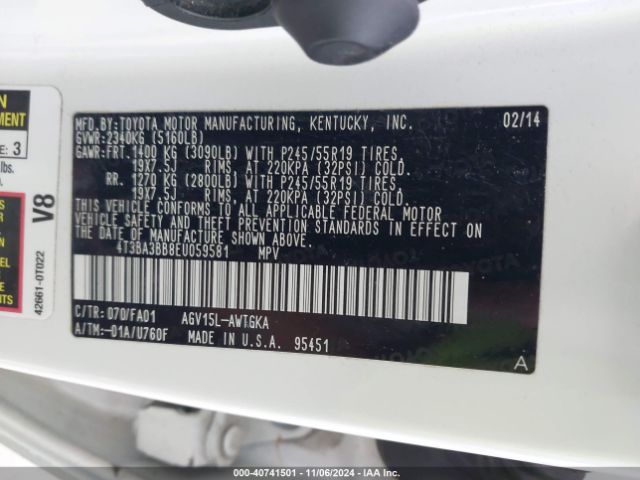 MFD.BY:TOYOTA MOTOR MANUFACTURING, KENTUCKY, INC. 02/14
GVWR:2340KG (5160LB)
GAWR:FRT.1400 KG (3090LB) WITH P245/55R19 TIRES,
19X7.5J RIMS, AT 220KPA (32PSI) COLD.
RR. 1270 KG (2800LB) WITH P245/55R19 TIRES,
19X7.5J RIMS, AT 220KPA (32PSI) COLD.
THIS VEHICLE CONFORMS TO ALL APPLICABLE FEDERAL MOTOR
VEHICLE SAFETY AND THEFT PREVENTION STANDARDS IN EFFECT ON
THE DATE OF MANUFACTURE SHOWN ABOVE.
4T3BA3BB8EU059581 MPV
C/TR: 070/FA01 AGV15L-AWTGKA
A/TM:-01A/U760F MADE IN U.S.A. 95451
A
3
lbs.
V8
42661-0T022
00-40741501 | 11/06/2024 | IAA Inc.